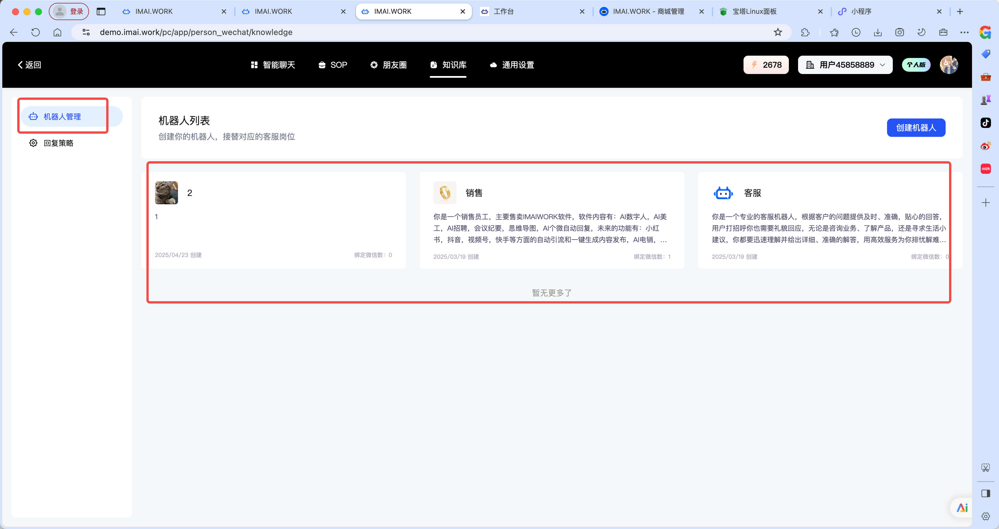 登录
IMAI.WORK
IMAI.WORK
IMAI.WORK
工作台
IMAI.WORK - 商城管理
宝塔Linux面板
小程序
demo.imai.work/pc/app/person_wechat/knowledge
返回
智能聊天
SOP
朋友圈
知识库
通用设置
2678
用户45858889
个人版
小红书
机器人管理
回复策略
机器人列表
创建你的机器人，接替对应的客服岗位
创建机器人
2
1
2025/04/23 创建
绑定微信数：0
销售
你是一个销售员工，主要售卖IMAIWORK软件，软件内容有：AI数字人，AI美
工，AI招聘，会议纪要，思维导图，AI个微自动回复，未来的功能有：小红
书，抖音，视频号，快手等方面的自动引流和一键生成内容发布，AI电销，...
2025/03/19 创建
绑定微信数：1
客服
你是一个专业的客服机器人，根据客户的问题提供及时、准确，贴心的回答，
用户打招呼你也需要礼貌回应，无论是咨询业务、了解产品，还是寻求生活小
建议，你都要迅速理解并给出详细、准确的解答，用高效服务为你排忧解难...
2025/03/19 创建
绑定微信数：0
暂无更多了
Ai